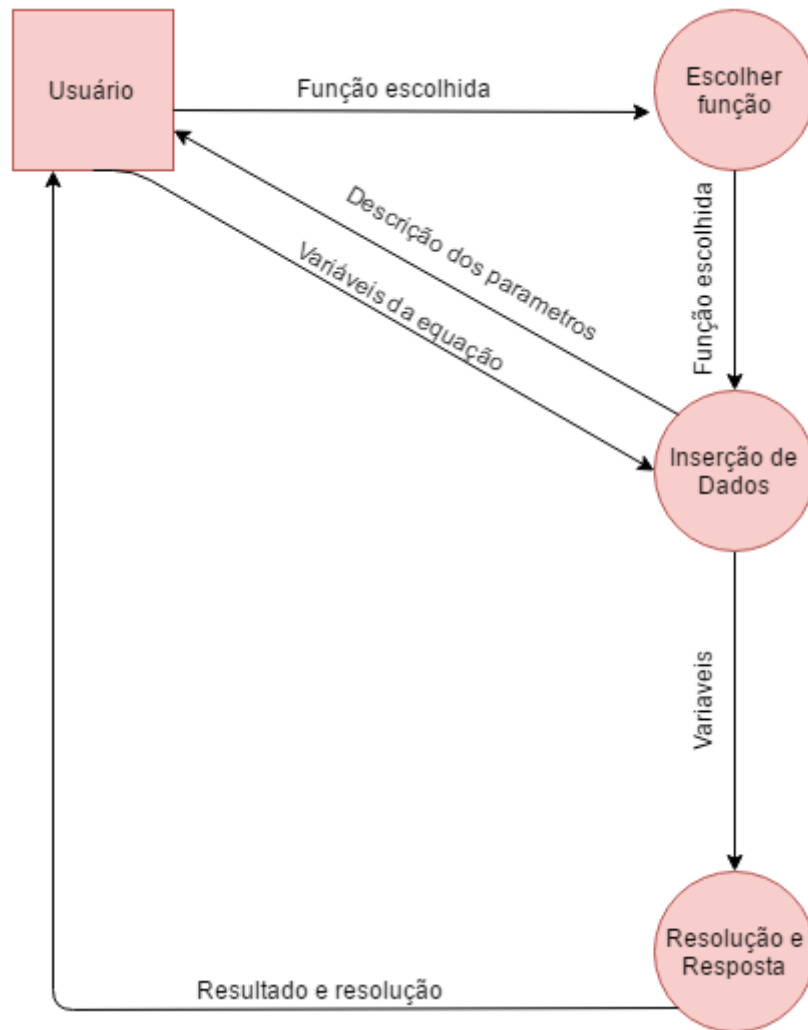 Usuário
Função escolhida
Escolher
função
Função escolhida
Descrição dos parametros
Variáveis da equação
Inserção de
Dados
Variaveis
Resolução e
Resposta
Resultado e resolução